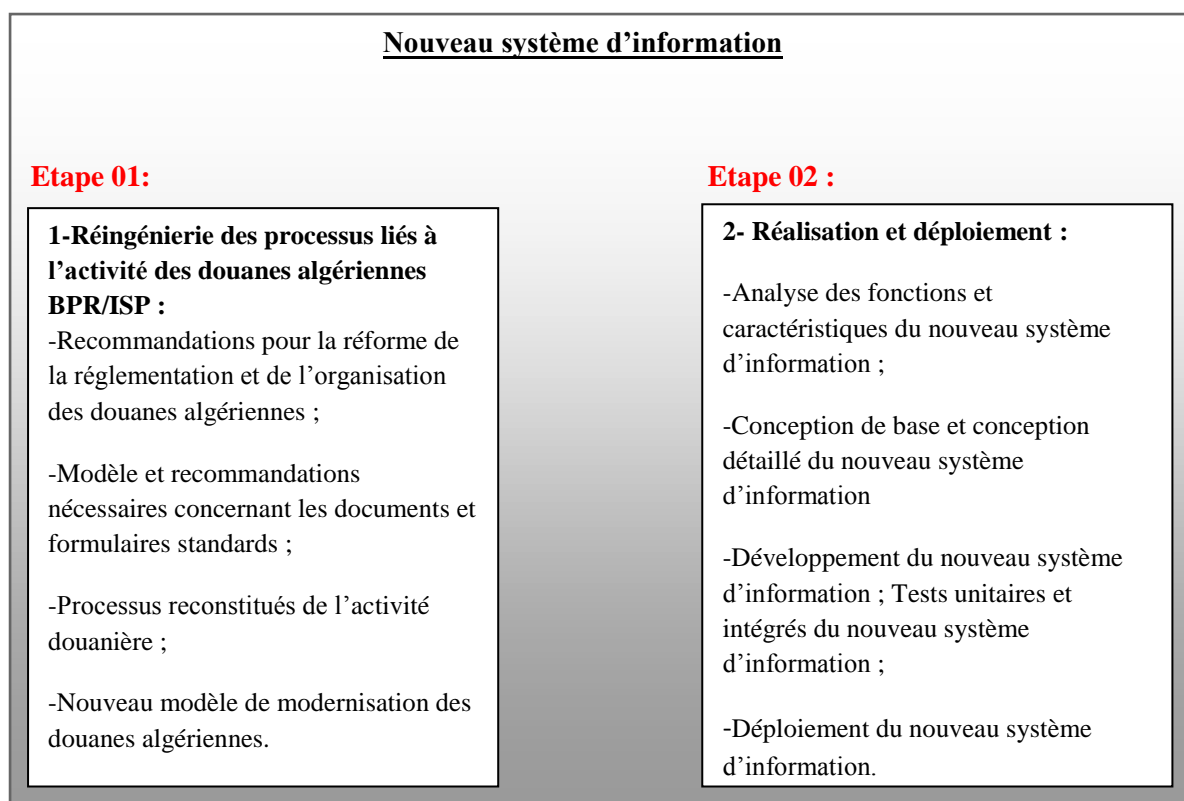 Nouveau système d’information
Etape 01:
1-Réingénierie des processus liés à
l’activité des douanes algériennes
BPR/ISP :
-Recommandations pour la réforme de
la réglementation et de l’organisation
des douanes algériennes ;
-Modèle et recommandations
nécessaires concernant les documents et
formulaires standards ;
-Processus reconstitués de l’activité
douanière ;
-Nouveau modèle de modernisation des
douanes algériennes.
Etape 02 :
2- Réalisation et déploiement :
-Analyse des fonctions et
caractéristiques du nouveau système
d’information ;
-Conception de base et conception
détaillé du nouveau système
d’information
-Développement du nouveau système
d’information ; Tests unitaires et
intégrés du nouveau système
d’information ;
-Déploiement du nouveau système
d’information.